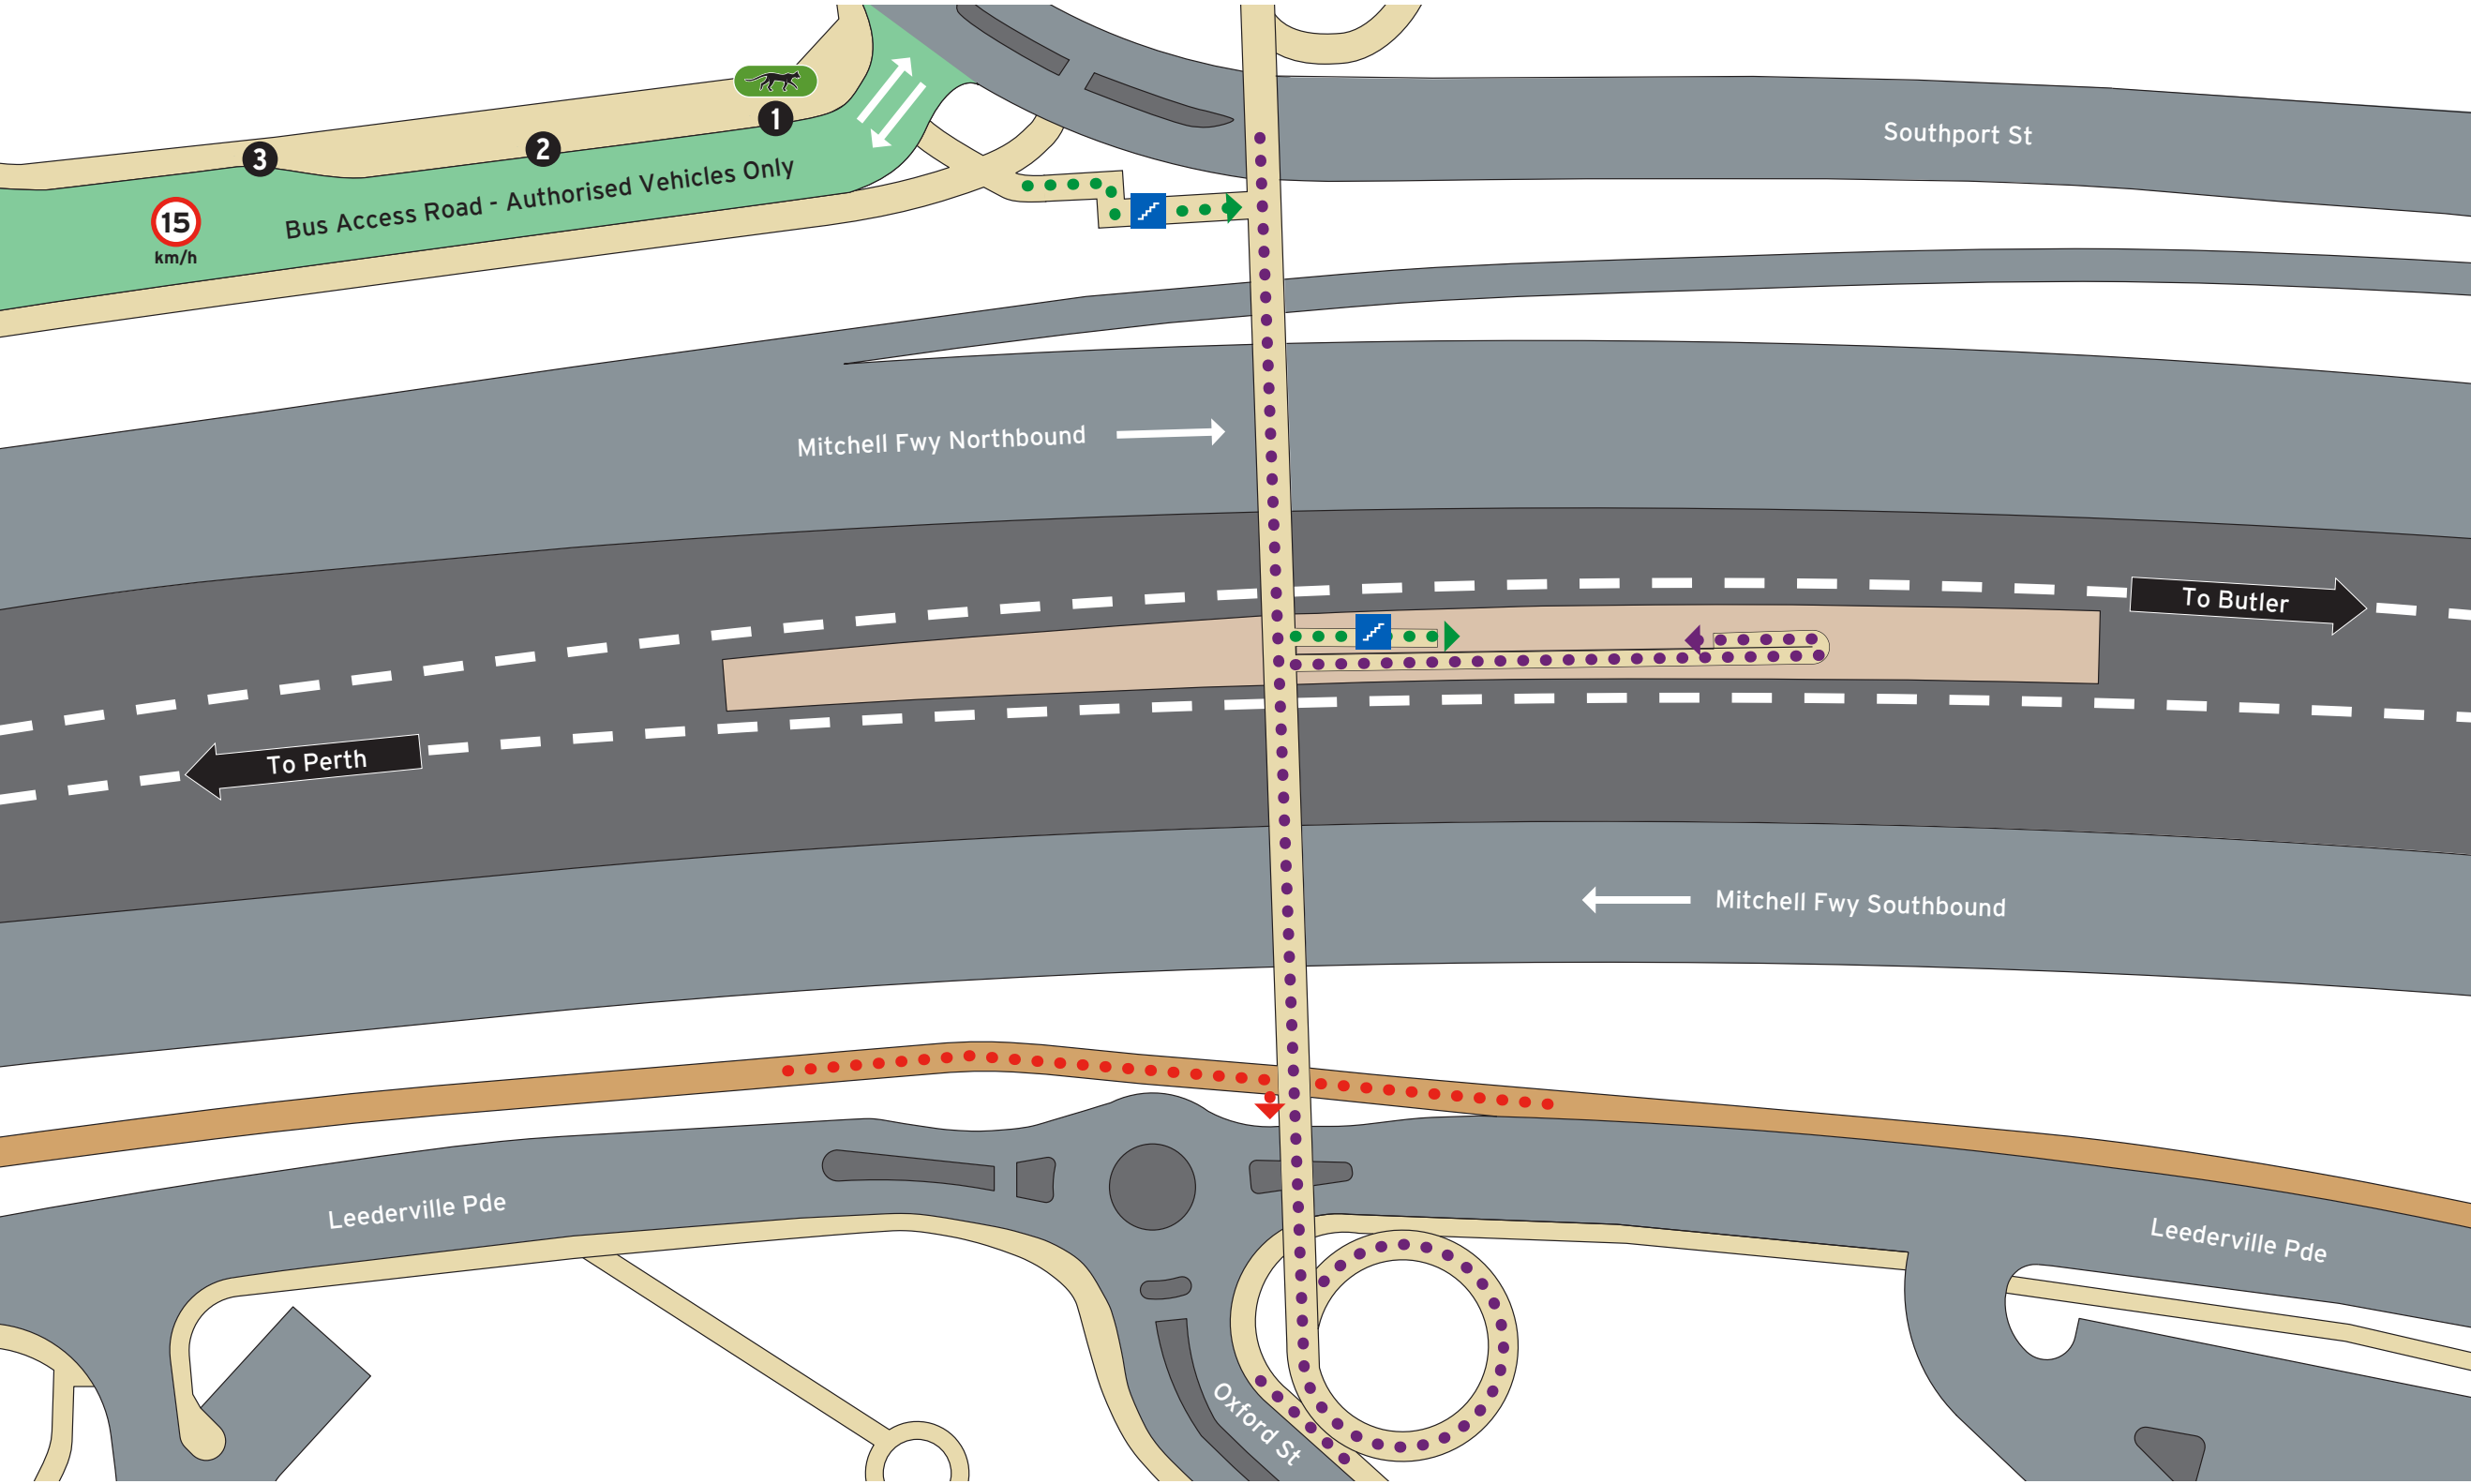 Southport St
1
2
3
Bus Access Road - Authorised Vehicles Only
15
km/h
Mitchell Fwy Northbound
To Butler
To Perth
Mitchell Fwy Southbound
Leederville Pde
Leederville Pde
Oxford St